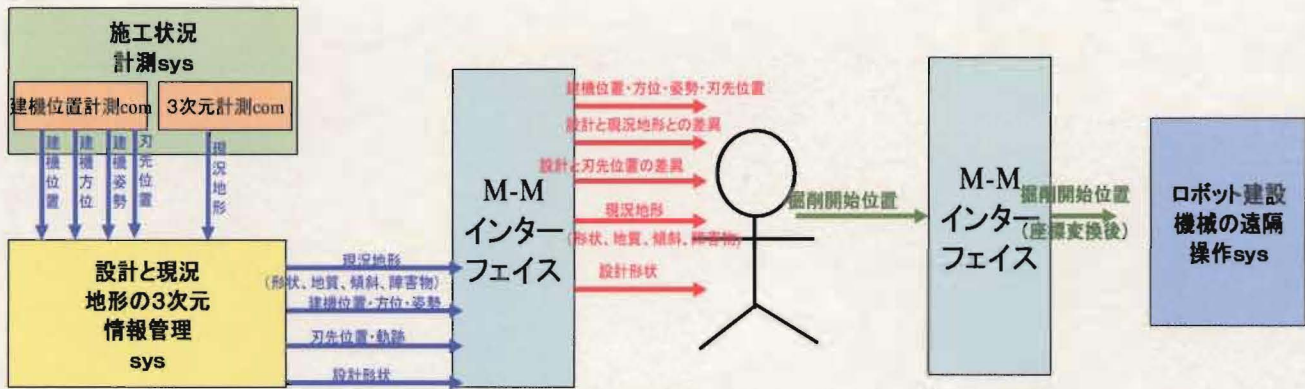 施工状況
計測sys
建機位置計測com
3次元計測com
建機位置
建機方位
建機姿勢
刃先位置
現況地形
設計と現況
地形の3次元
情報管理
sys
現況地形
(形状、地質、傾斜、障害物)
建機位置・方位・姿勢
刃先位置・軌跡
設計形状
M-M
インター
フェイス
建機位置・方位・姿勢・刃先位置
設計と現況地形との差異
設計と刃先位置の差異
現況地形
(形状、地質、傾斜、障害物)
設計形状
掘削開始位置
M-M
インター
フェイス
掘削開始位置
(座標変換後)
ロボット建設
機械の遠隔
操作sys